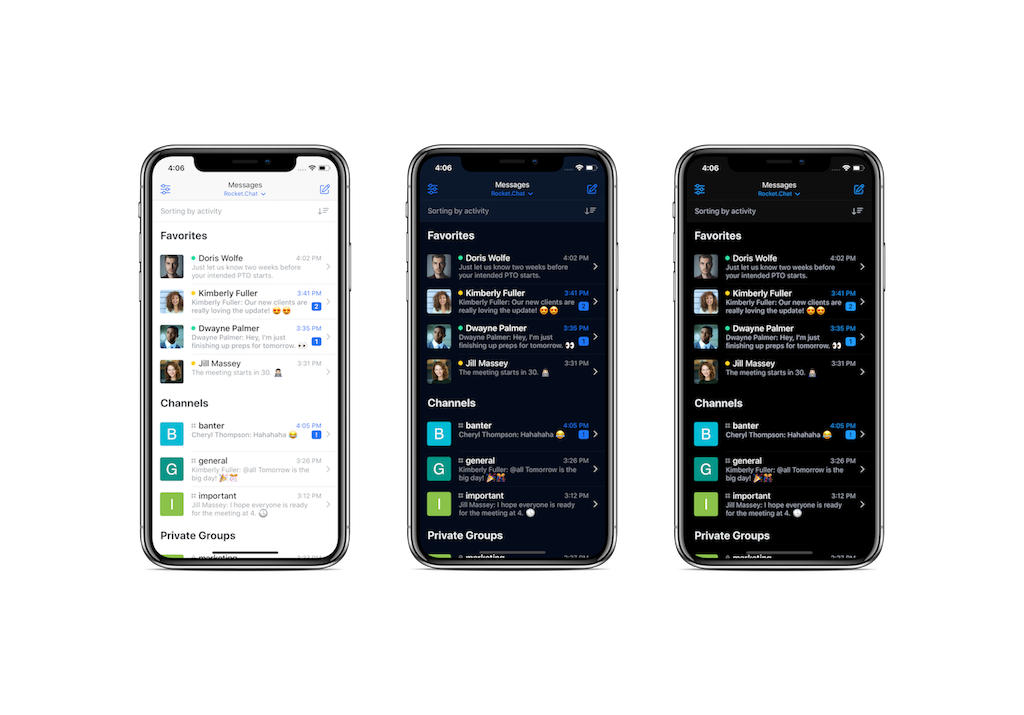 4:06
Messages
Rocket.Chat
Sorting by activity
Favorites
Doris Wolfe 4:02 PM
Just let us know two weeks before
your intended PTO starts.
Kimberly Fuller 3:41 PM
Kimberly Fuller: Our new clients are
really loving the update! 😍😍 2
Dwayne Palmer 3:35 PM
Dwayne Palmer: Hey, I'm just
finishing up preps for tomorrow. 👀 1
Jill Massey 3:31 PM
The meeting starts in 30.
Channels
B
# banter 4:05 PM
Cheryl Thompson: Hahahaha 😂 1
G
# general 3:26 PM
Kimberly Fuller: @all Tomorrow is the
big day! 🎉🎊
I
# important 3:12 PM
Jill Massey: I hope everyone is ready
for the meeting at 4.
Private Groups
marketing
4:06
Messages
Rocket.Chat
Sorting by activity
Favorites
Doris Wolfe 4:02 PM
Just let us know two weeks before
your intended PTO starts.
Kimberly Fuller 3:41 PM
Kimberly Fuller: Our new clients are
really loving the update! 😍😍 2
Dwayne Palmer 3:35 PM
Dwayne Palmer: Hey, I'm just
finishing up preps for tomorrow. 👀 1
Jill Massey 3:31 PM
The meeting starts in 30.
Channels
B
# banter 4:05 PM
Cheryl Thompson: Hahahaha 😂 1
G
# general 3:26 PM
Kimberly Fuller: @all Tomorrow is the
big day! 🎉🎊
I
# important 3:12 PM
Jill Massey: I hope everyone is ready
for the meeting at 4.
Private Groups
marketing
4:06
Messages
Rocket.Chat
Sorting by activity
Favorites
Doris Wolfe 4:02 PM
Just let us know two weeks before
your intended PTO starts.
Kimberly Fuller 3:41 PM
Kimberly Fuller: Our new clients are
really loving the update! 😍😍 2
Dwayne Palmer 3:35 PM
Dwayne Palmer: Hey, I'm just
finishing up preps for tomorrow. 👀 1
Jill Massey 3:31 PM
The meeting starts in 30.
Channels
B
# banter 4:05 PM
Cheryl Thompson: Hahahaha 😂 1
G
# general 3:26 PM
Kimberly Fuller: @all Tomorrow is the
big day! 🎉🎊
I
# important 3:12 PM
Jill Massey: I hope everyone is ready
for the meeting at 4.
Private Groups
marketing